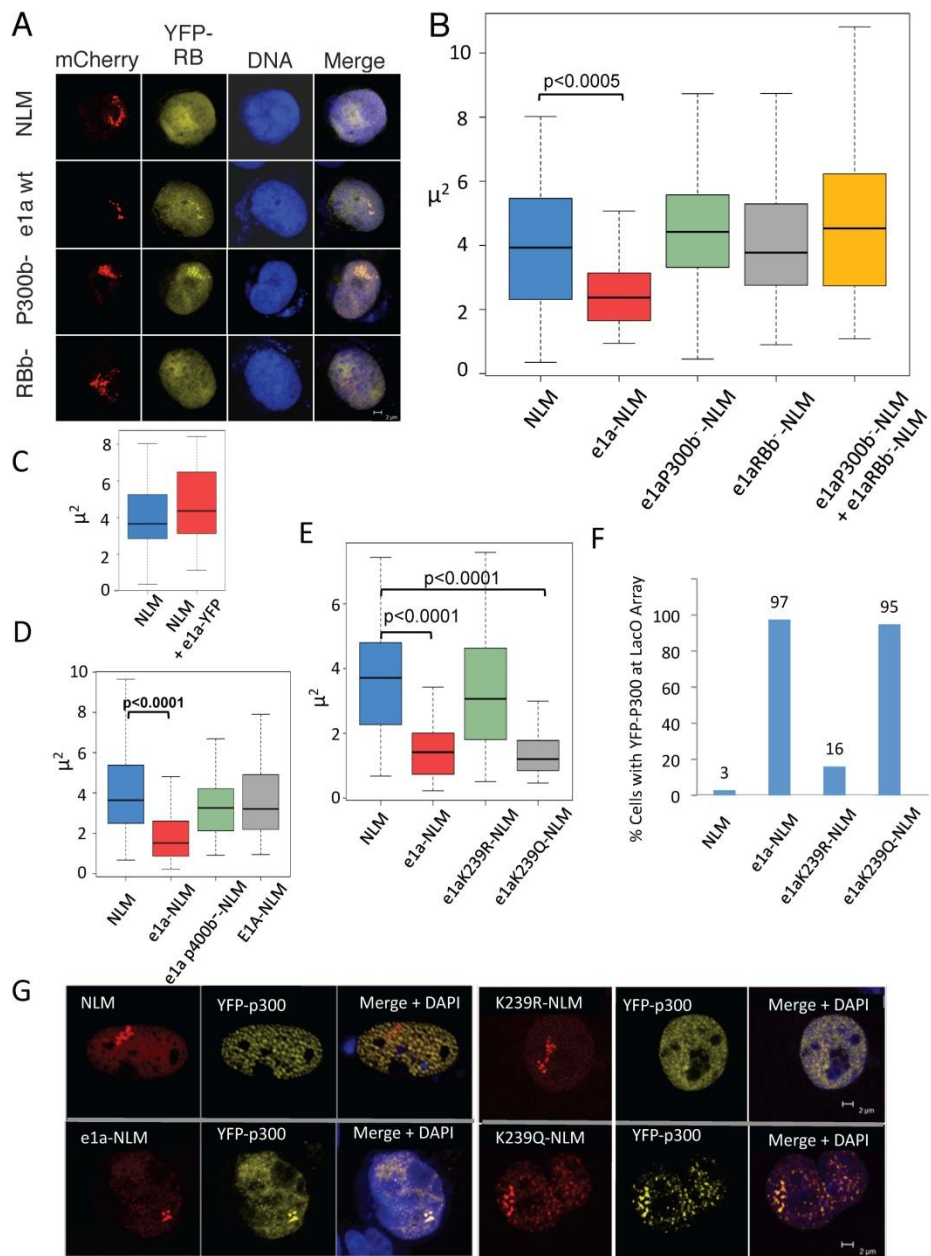 A
mCherry
YFP-
RB
DNA
Merge
NLM
e1a wt
P300b-
RBb-
2 µm
B
10
8
6
4
2
0
μ²
p<0.0005
NLM
e1a-NLM
e1aP300b⁻-NLM
e1aRBb⁻-NLM
e1aP300b⁻-NLM
+ e1aRBb⁻-NLM
C
8
6
4
2
0
μ²
NLM
NLM
+ e1a-YFP
D
10
8
6
4
2
0
μ²
p<0.0001
NLM
e1a-NLM
e1a p400b⁻-NLM
E1A-NLM
E
6
4
2
0
μ²
p<0.0001
p<0.0001
NLM
e1a-NLM
e1aK239R-NLM
e1aK239Q-NLM
F
% Cells with YFP-P300 at LacO Array
100
80
60
40
20
0
3
97
16
95
NLM
e1a-NLM
e1aK239R-NLM
e1aK239Q-NLM
G
NLM
YFP-p300
Merge + DAPI
K239R-NLM
YFP-p300
Merge + DAPI
2 µm
e1a-NLM
YFP-p300
Merge + DAPI
K239Q-NLM
YFP-p300
Merge + DAPI
2 µm